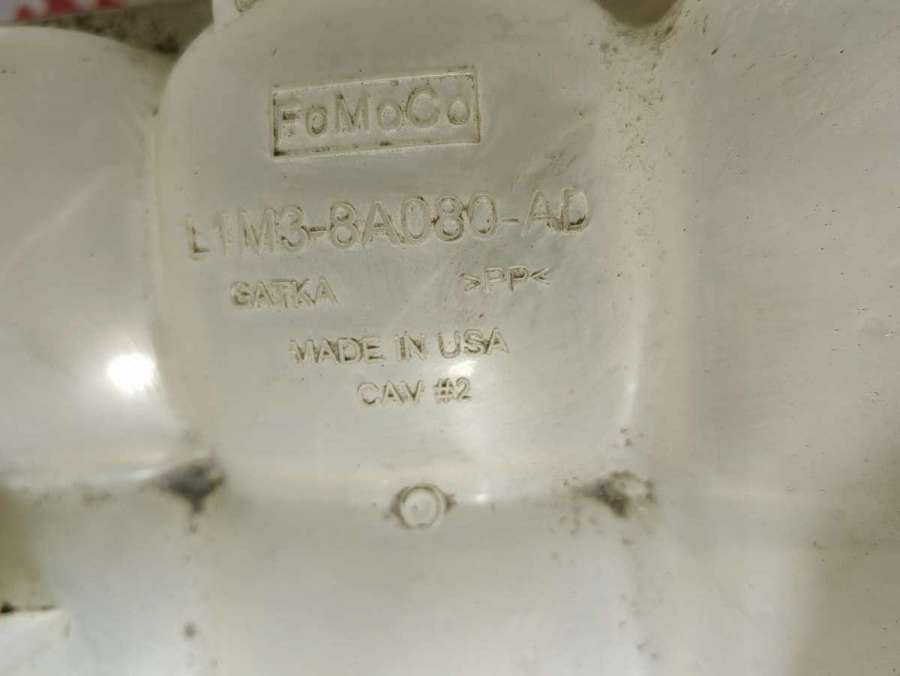 FoMoCo
L1M3-8A080-AD
GATKA >PP<
MADE IN USA
CAV #2